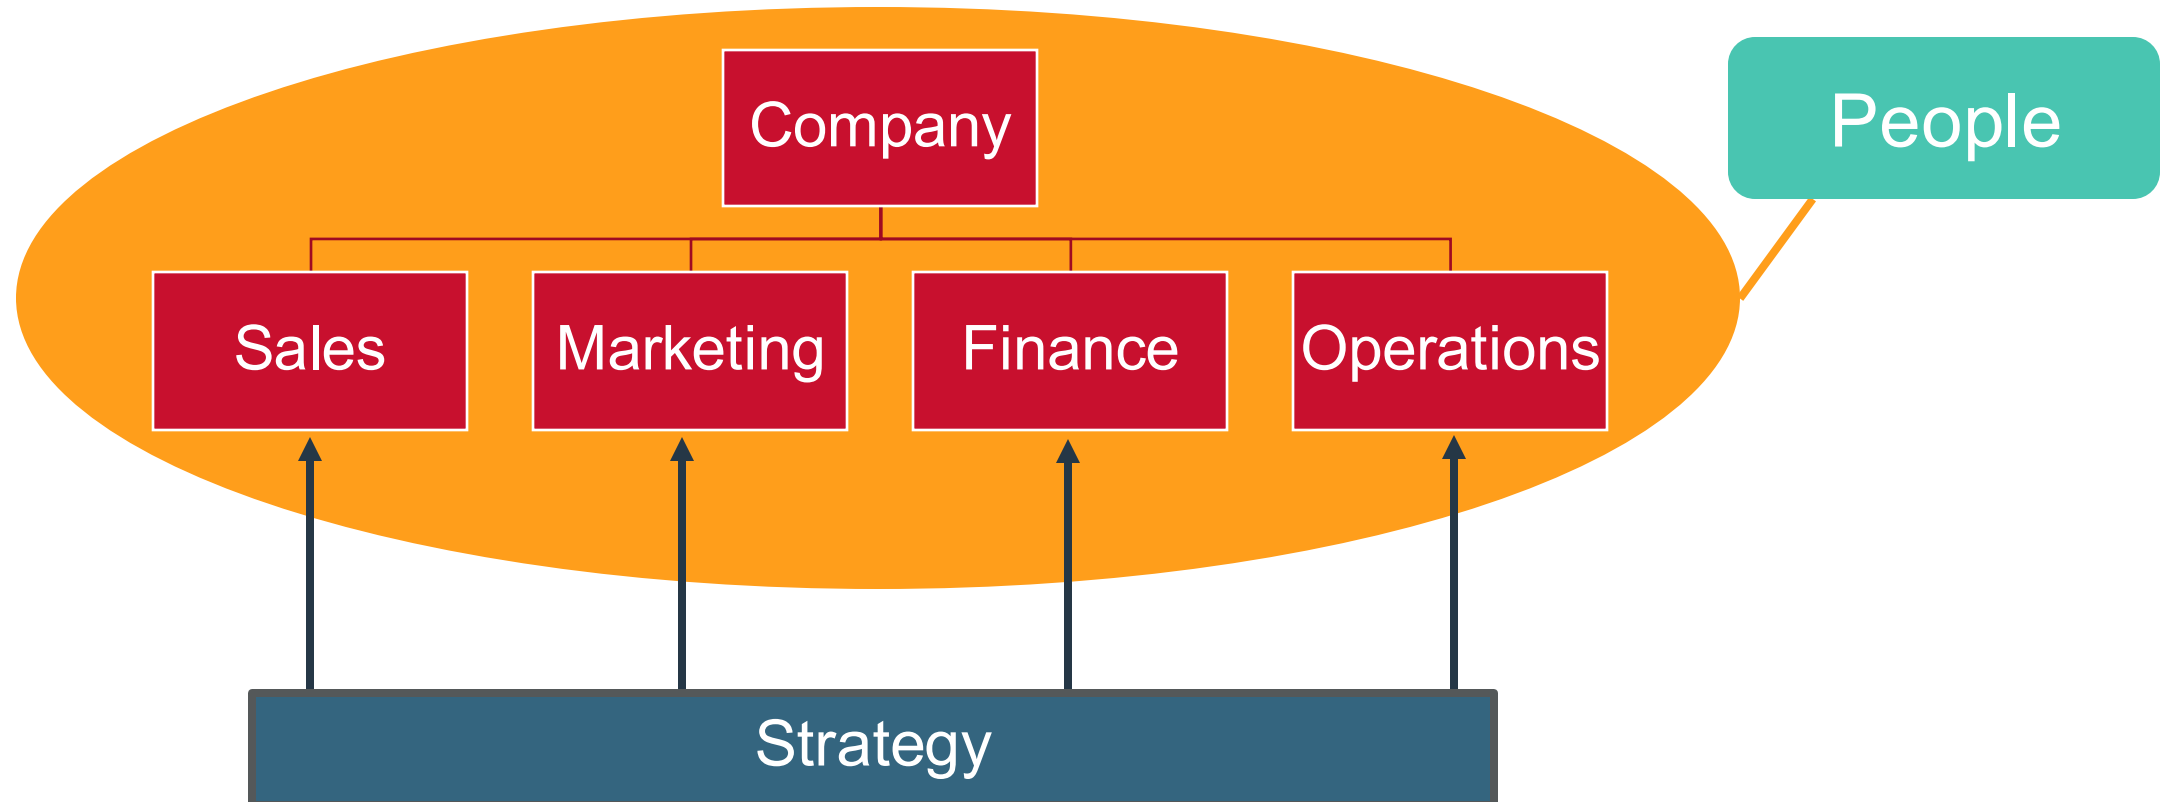 Company
People
Sales
Marketing
Finance
Operations
Strategy